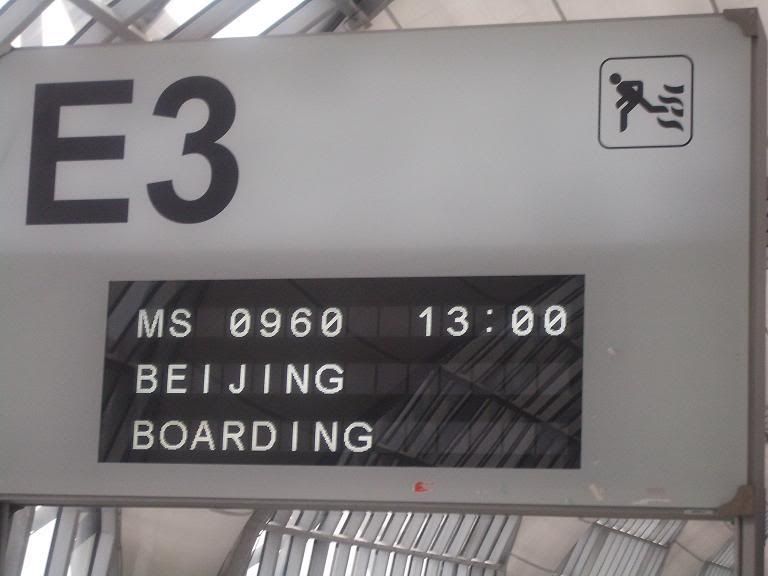 E3
MS 0960 13:00
BEIJING
BOARDING